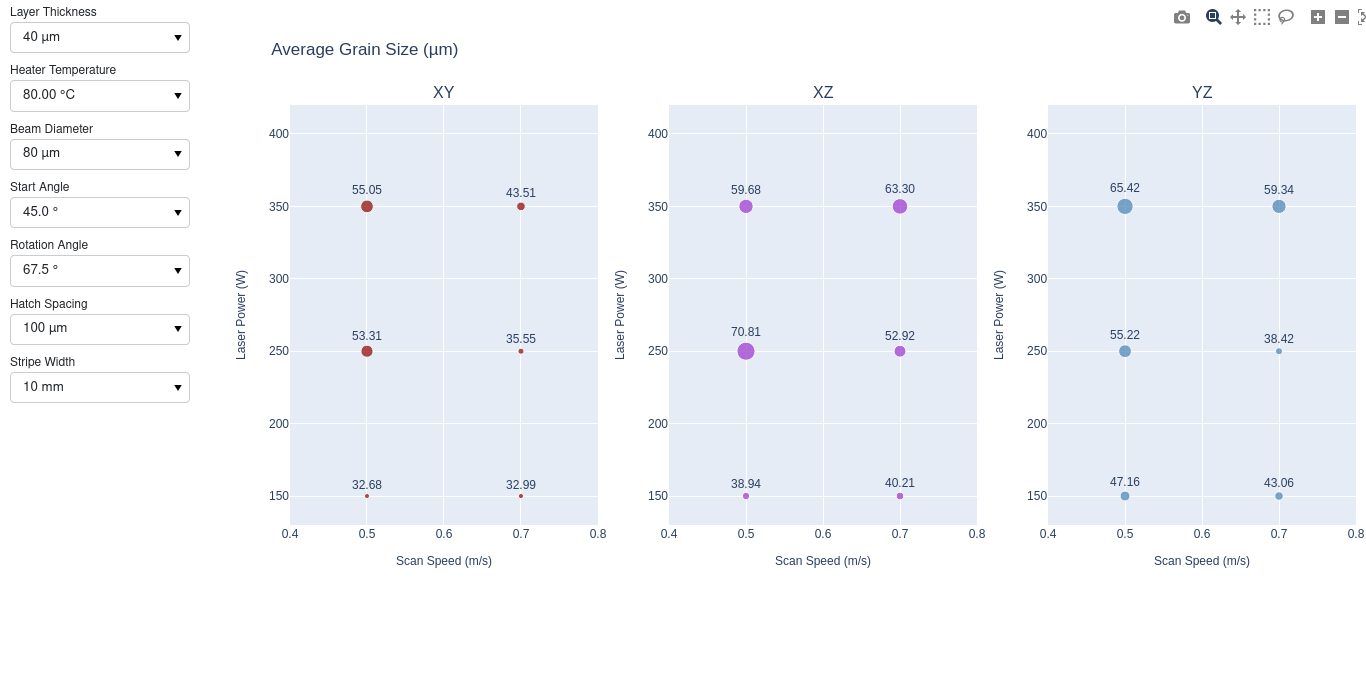 Layer Thickness
40 µm
Heater Temperature
80.00 °C
Beam Diameter
80 µm
Start Angle
45.0 °
Rotation Angle
67.5 °
Hatch Spacing
100 µm
Stripe Width
10 mm
Average Grain Size (µm)
XY
400
350
300
250
200
150
55.05
43.51
53.31
35.55
32.68
32.99
0.4
0.5
0.6
0.7
0.8
Laser Power (W)
Scan Speed (m/s)
XZ
400
350
300
250
200
150
59.68
63.30
70.81
52.92
38.94
40.21
0.4
0.5
0.6
0.7
0.8
Laser Power (W)
Scan Speed (m/s)
YZ
400
350
300
250
200
150
65.42
59.34
55.22
38.42
47.16
43.06
0.4
0.5
0.6
0.7
0.8
Laser Power (W)
Scan Speed (m/s)